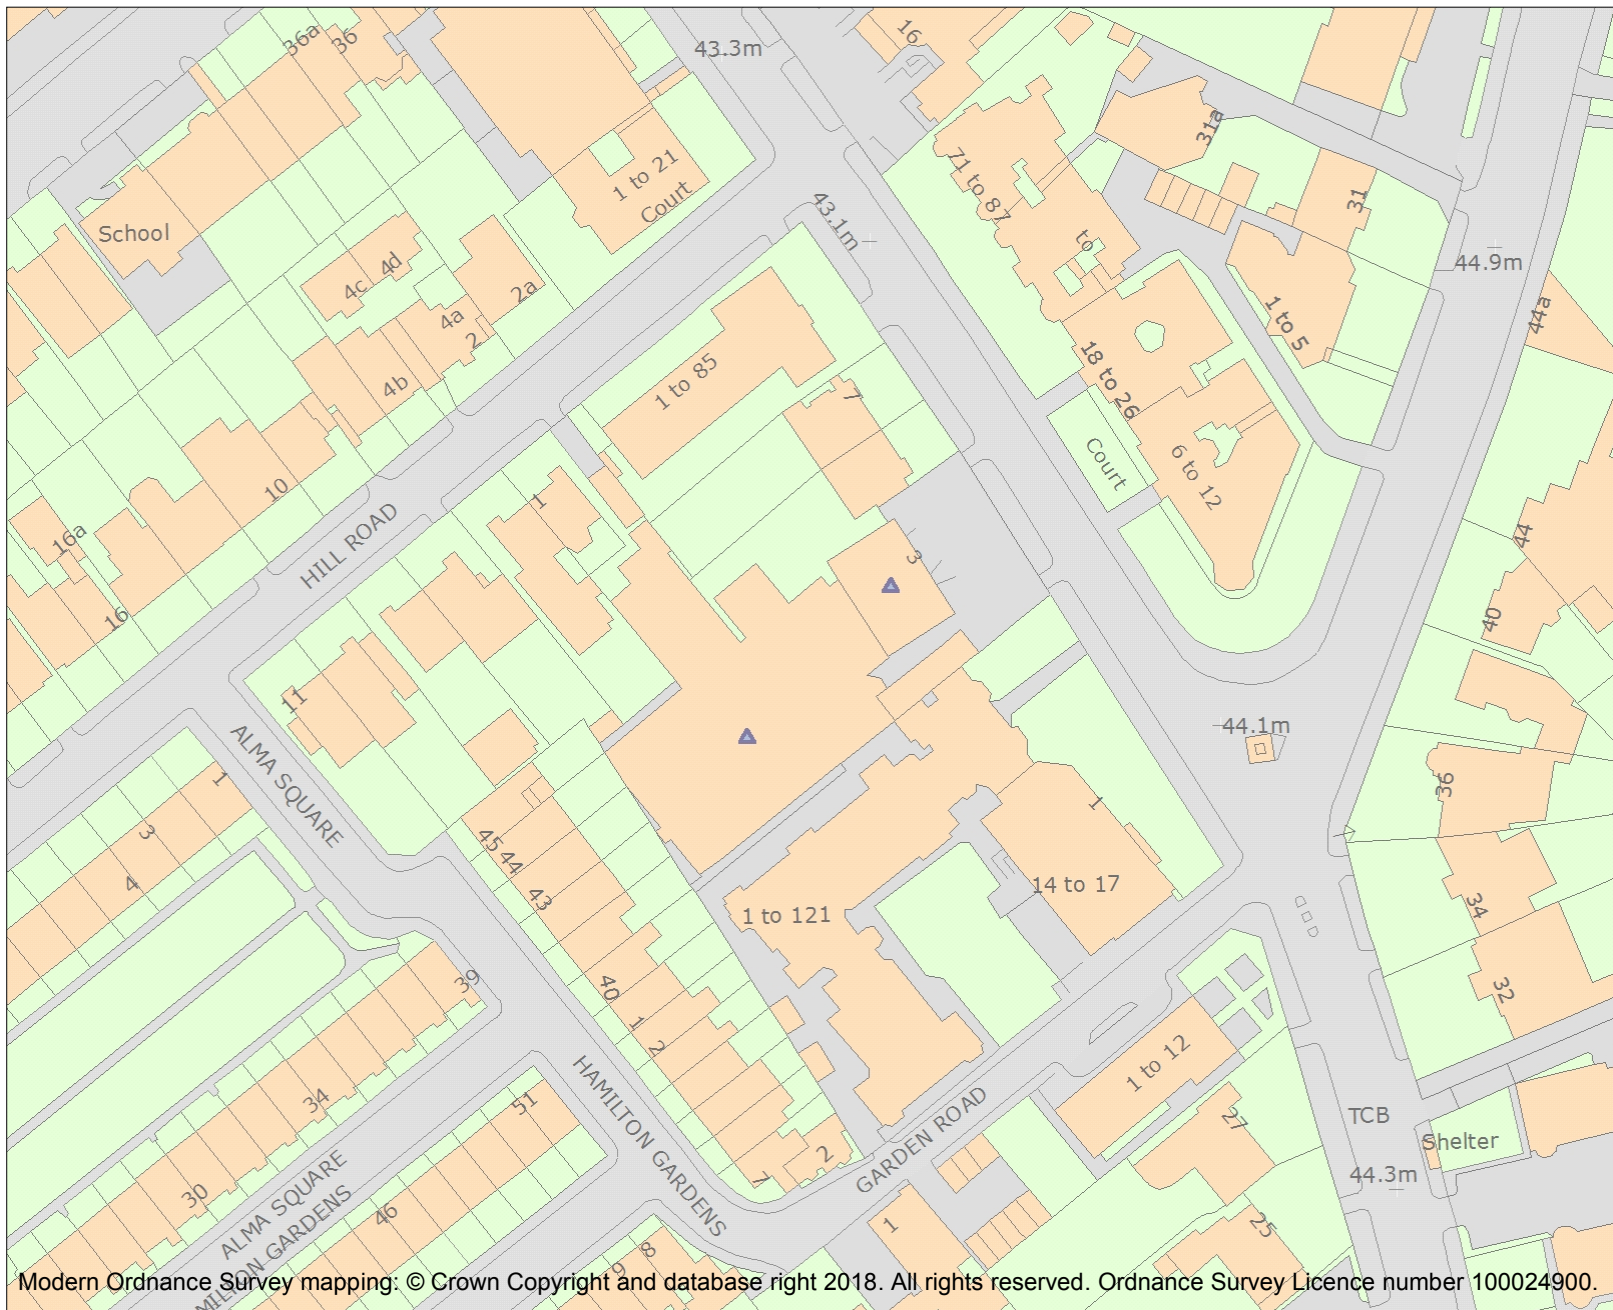 36a
36
43.3m
16
31a
1 to 21
Court
71 to 87
School
43.1m
to
31
44.9m
4c
4d
2a
4a
2
4b
1 to 5
44a
1 to 85
7
18 to 26
Court
6 to 12
10
16a
16
HILL ROAD
1
3
44
40
11
ALMA SQUARE
44.1m
36
1
3
4
45
44
43
1
14 to 17
1 to 121
34
32
39
40
1
2
HAMILTON GARDENS
1 to 12
34
51
GARDEN ROAD
27
TCB
Shelter
44.3m
30
ALMA SQUARE
46
7
2
1
25
8
9
Modern Ordnance Survey mapping: © Crown Copyright and database right 2018. All rights reserved. Ordnance Survey Licence number 100024900.